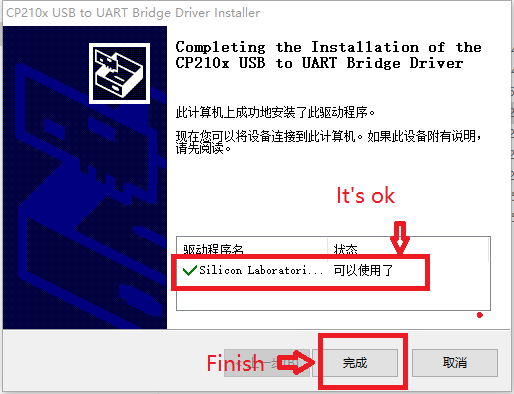 CP210x USB to UART Bridge Driver Installer
Completing the Installation of the
CP210x USB to UART Bridge Driver
此计算机上成功地安装了此驱动程序。
现在您可以将设备连接到此计算机。如果此设备附有说明,
请先阅读。
It's ok
驱动程序名 状态
Silicon Laboratori... 可以使用了
Finish 完成 取消